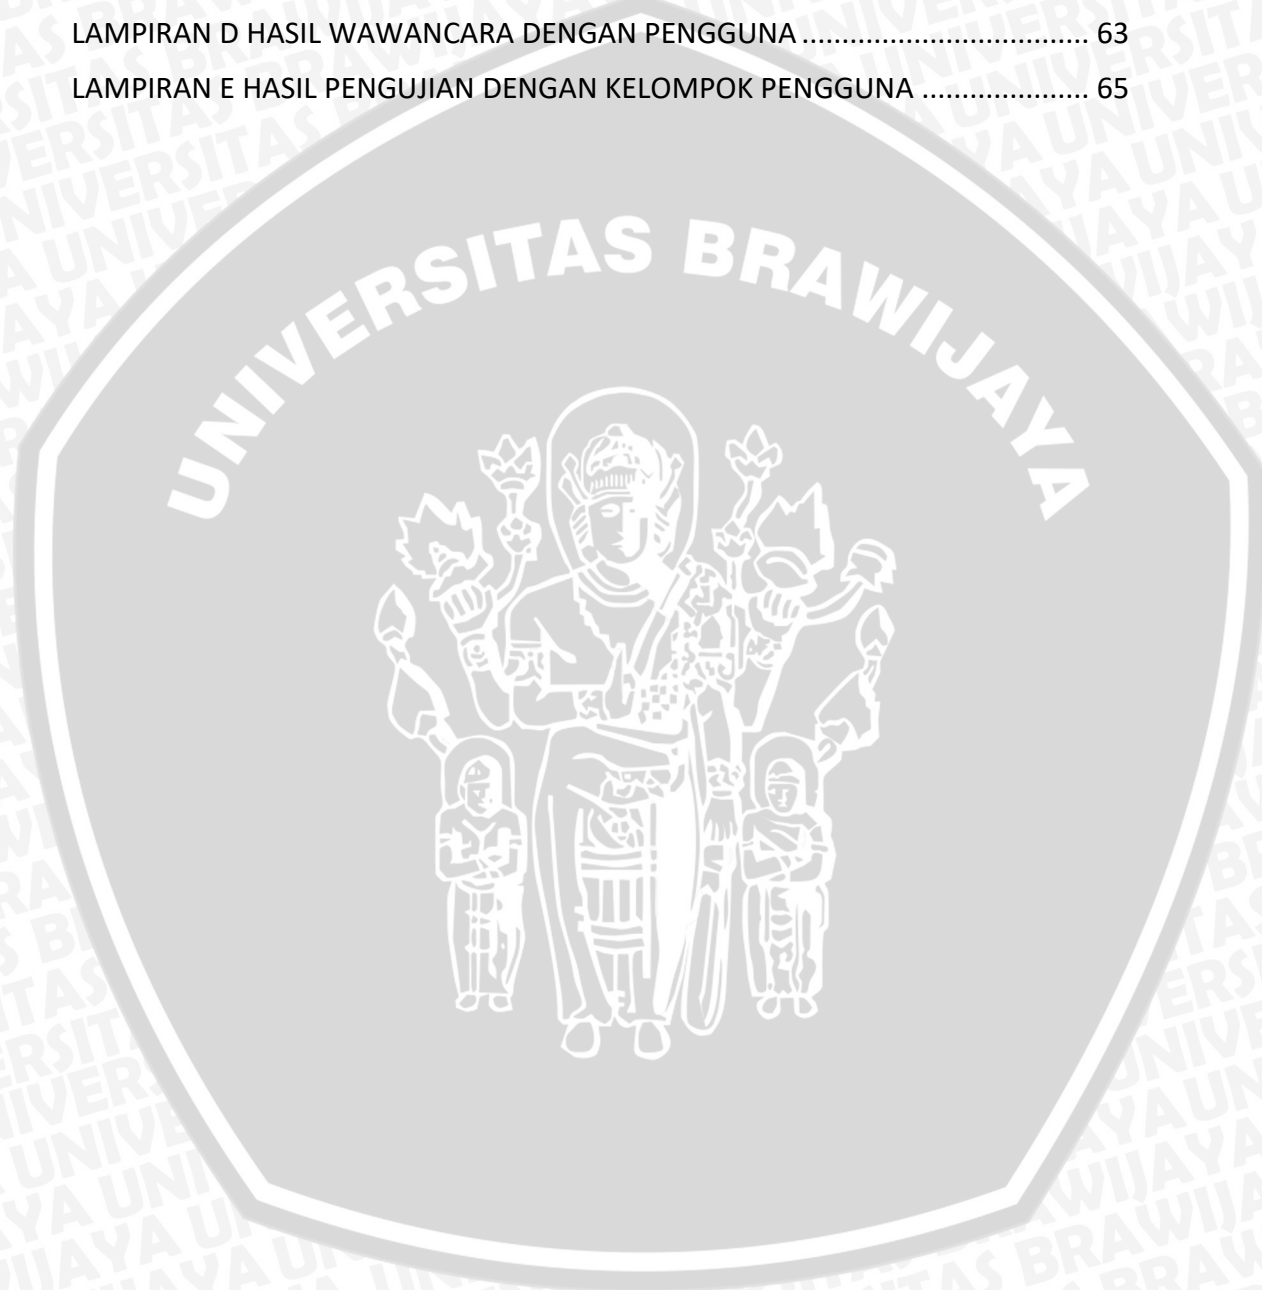 LAMPIRAN D HASIL WAWANCARA DENGAN PENGGUNA .................................... 63
LAMPIRAN E HASIL PENGUJIAN DENGAN KELOMPOK PENGGUNA ..................... 65
UNIVERSITAS BRAWIJAYA